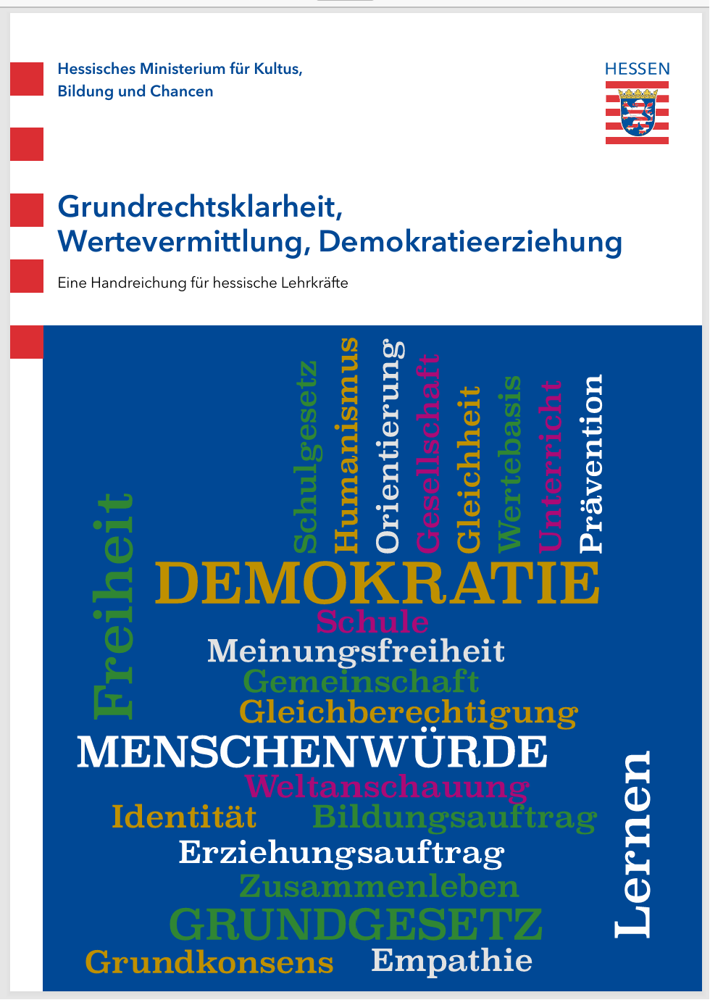 Hessisches Ministerium für Kultus,
Bildung und Chancen
HESSEN
Grundrechtsklarheit,
Wertevermittlung, Demokratieerziehung
Eine Handreichung für hessische Lehrkräfte
Freiheit
Schulgesetz
Humanismus
Orientierung
Gesellschaft
Gleichheit
Wertebasis
Unterricht
Prävention
DEMOKRATIE
Schule
Meinungsfreiheit
Gemeinschaft
Gleichberechtigung
MENSCHENWÜRDE
Weltanschauung
Identität Bildungsauftrag
Erziehungsauftrag
Zusammenleben
GRUNDGESETZ
Grundkonsens Empathie
Lernen